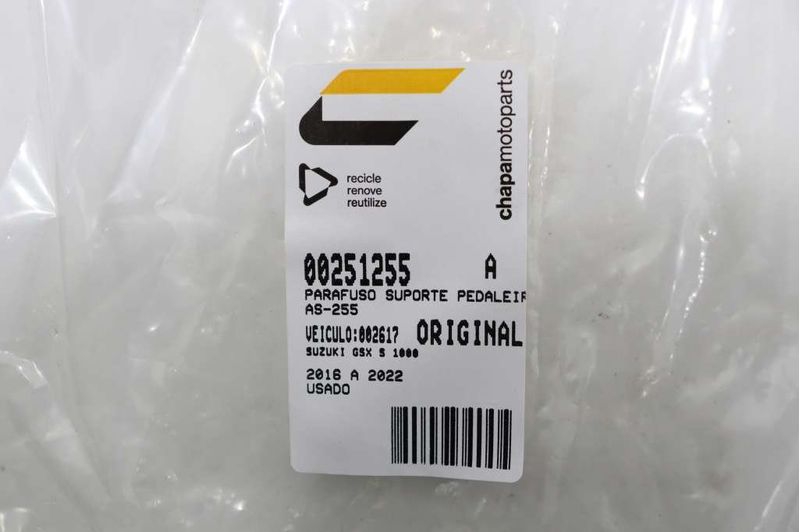 chapamotoparts
recicle
renove
reutilize
00251255 A
PARAFUSO SUPORTE PEDALEIR
AS-255
VEICULO:002617 ORIGINAL
SUZUKI GSX S 1000
2016 A 2022
USADO